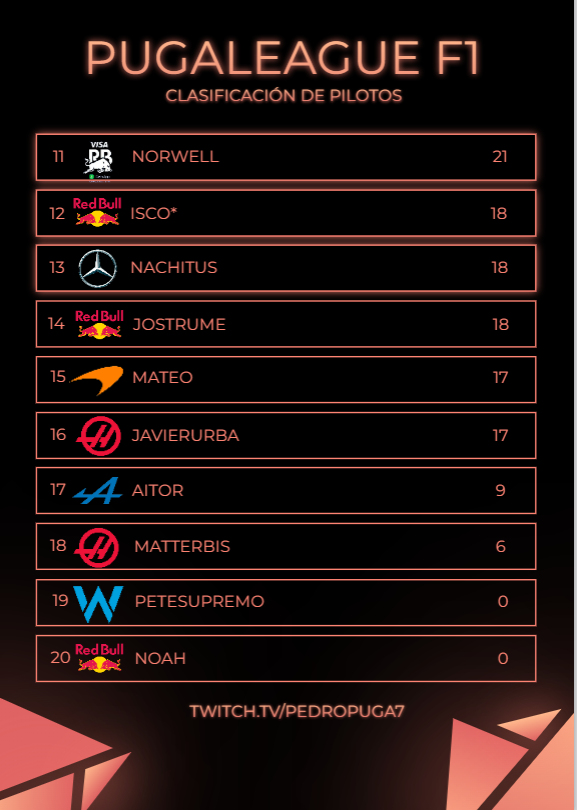 PUGALEAGUE F1
CLASIFICACIÓN DE PILOTOS
11 VISA RB NORWELL 21
12 Red Bull ISCO* 18
13 NACHITUS 18
14 Red Bull JOSTRUME 18
15 MATEO 17
16 JAVIERURBA 17
17 AITOR 9
18 MATTERBIS 6
19 PETESUPREMO 0
20 Red Bull NOAH 0
TWITCH.TV/PEDROPUGA7